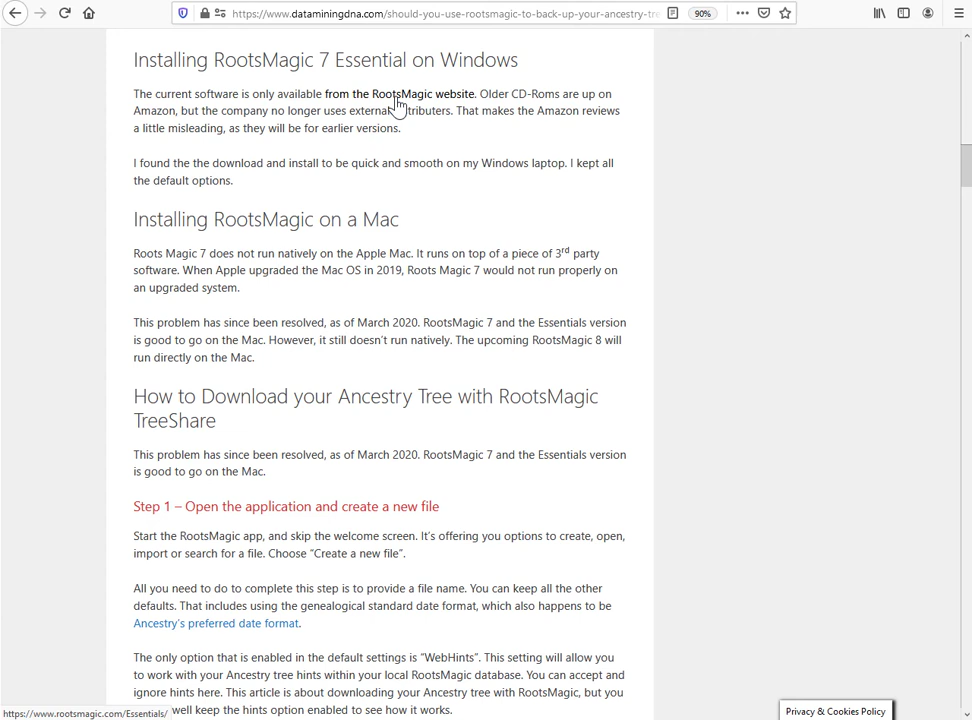 https://www.dataminingdna.com/should-you-use-rootsmagic-to-back-up-your-ancestry-tre
90%
Installing RootsMagic 7 Essential on Windows
The current software is only available from the RootsMagic website. Older CD-Roms are up on
Amazon, but the company no longer uses external tributers. That makes the Amazon reviews
a little misleading, as they will be for earlier versions.
I found the the download and install to be quick and smooth on my Windows laptop. I kept all
the default options.
Installing RootsMagic on a Mac
Roots Magic 7 does not run natively on the Apple Mac. It runs on top of a piece of 3rd party
software. When Apple upgraded the Mac OS in 2019, Roots Magic 7 would not run properly on
an upgraded system.
This problem has since been resolved, as of March 2020. RootsMagic 7 and the Essentials version
is good to go on the Mac. However, it still doesn't run natively. The upcoming RootsMagic 8 will
run directly on the Mac.
How to Download your Ancestry Tree with RootsMagic
TreeShare
This problem has since been resolved, as of March 2020. RootsMagic 7 and the Essentials version
is good to go on the Mac.
Step 1 – Open the application and create a new file
Start the RootsMagic app, and skip the welcome screen. It's offering you options to create, open,
import or search for a file. Choose "Create a new file".
All you need to do to complete this step is to provide a file name. You can keep all the other
defaults. That includes using the genealogical standard date format, which also happens to be
Ancestry's preferred date format.
The only option that is enabled in the default settings is "WebHints". This setting will allow you
to work with your Ancestry tree hints within your local RootsMagic database. You can accept and
ignore hints here. This article is about downloading your Ancestry tree with RootsMagic, but you
well keep the hints option enabled to see how it works.
https://www.rootsmagic.com/Essentials/
Privacy & Cookies Policy